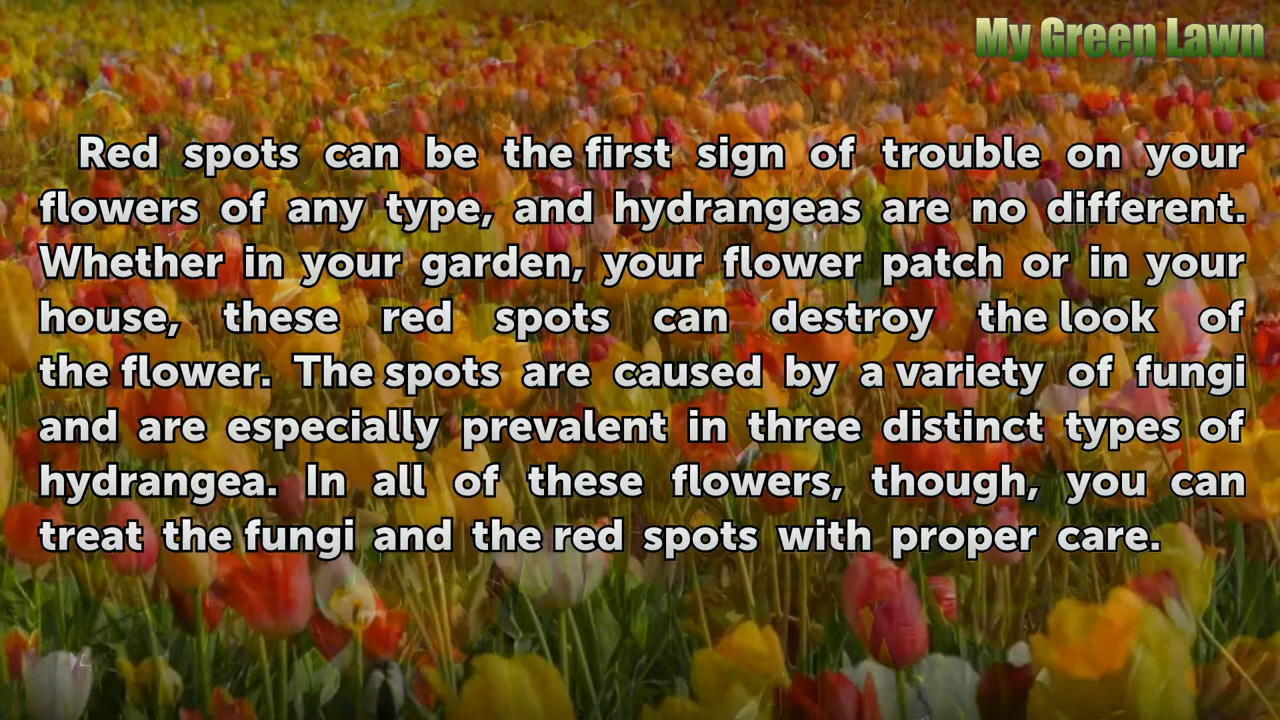 My Green Lawn
Red spots can be the first sign of trouble on your
flowers of any type, and hydrangeas are no different.
Whether in your garden, your flower patch or in your
house, these red spots can destroy the look of
the flower. The spots are caused by a variety of fungi
and are especially prevalent in three distinct types of
hydrangea. In all of these flowers, though, you can
treat the fungi and the red spots with proper care.